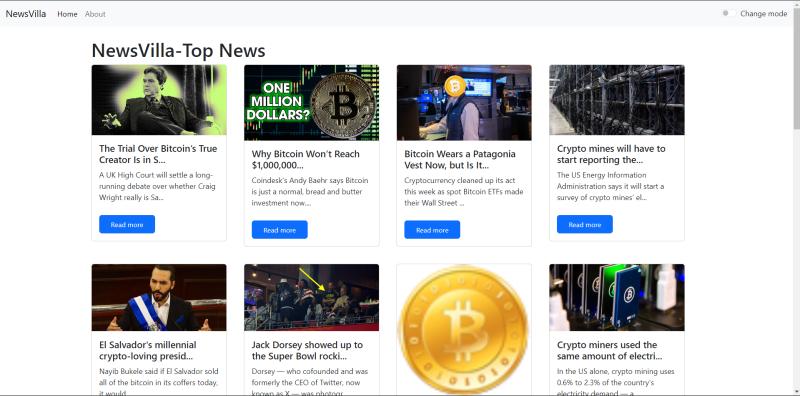 NewsVilla Home About Change mode
NewsVilla-Top News
The Trial Over Bitcoin's True
Creator Is in S...
A UK High Court will settle a long-
running debate over whether Craig
Wright really is Sa...
Read more
ONE
MILLION
DOLLARS?
Why Bitcoin Won't Reach
$1,000,000...
Coindesk's Andy Baehr says Bitcoin
is just a normal, bread and butter
investment now....
Read more
Bitcoin Wears a Patagonia
Vest Now, but Is It...
Cryptocurrency cleaned up its act
this week as spot Bitcoin ETFs made
their Wall Street ...
Read more
Crypto mines will have to
start reporting the...
The US Energy Information
Administration says it will start a
survey of crypto mines' el...
Read more
El Salvador's millennial
crypto-loving presid...
Nayib Bukele said if El Salvador sold
all of the bitcoin in its coffers today,
it would
Jack Dorsey showed up to
the Super Bowl rocki...
Dorsey — who cofounded and was
formerly the CEO of Twitter, now
known as X — was photogr
Crypto miners used the
same amount of electri...
In the US alone, crypto mining uses
0.6% to 2.3% of the country's
electricity demand — a